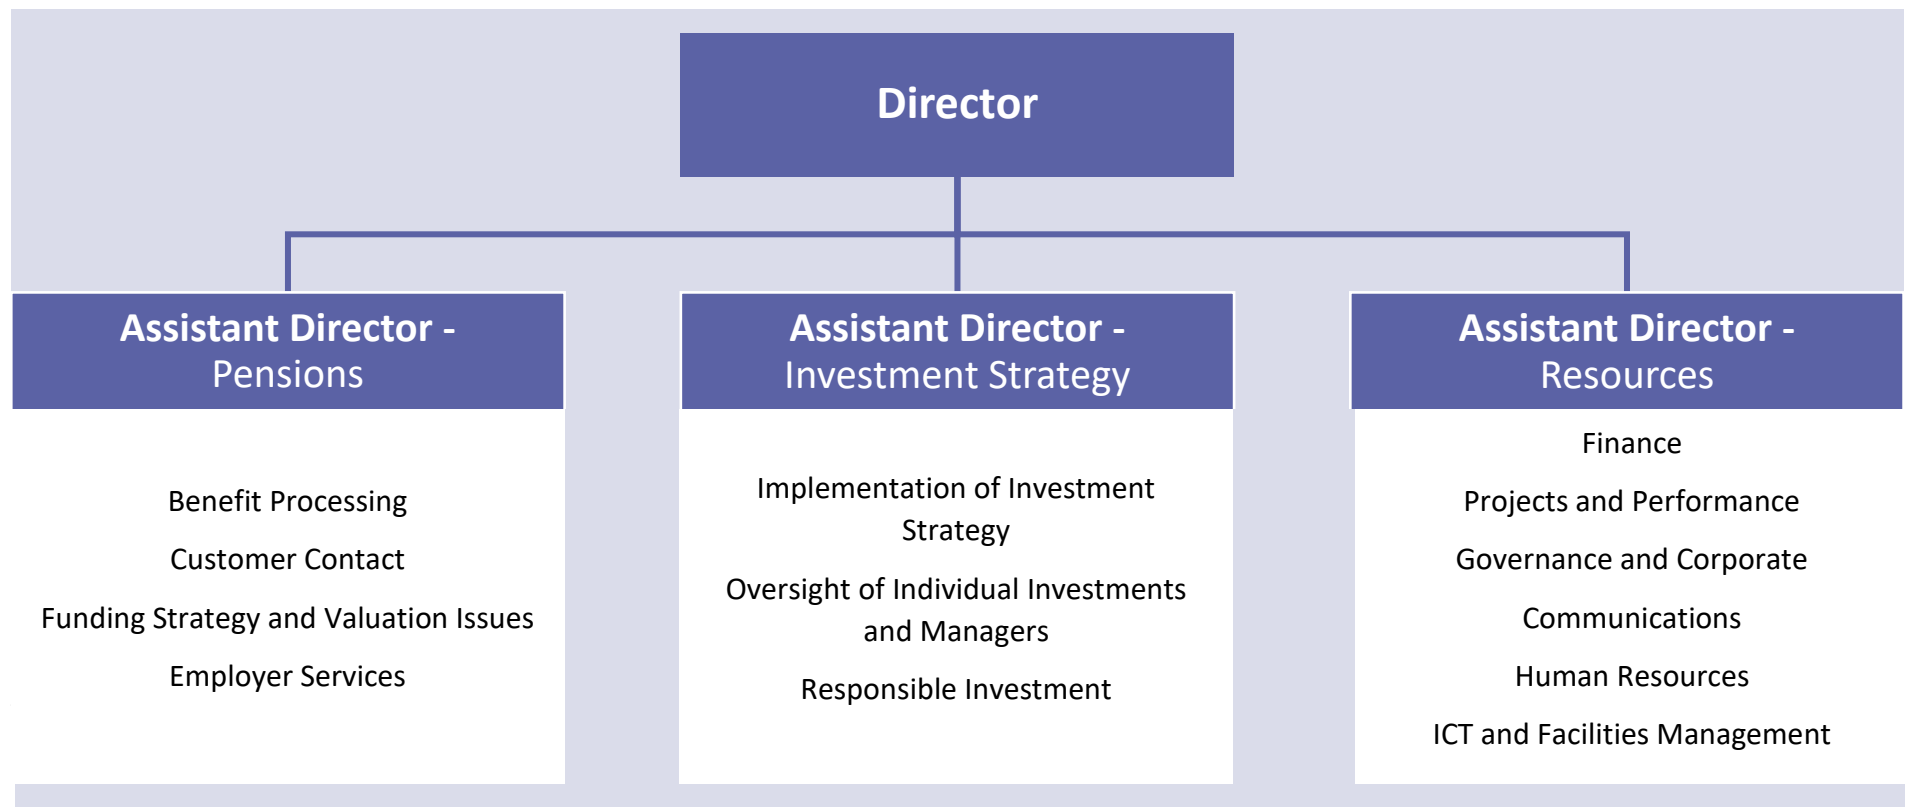 Director
Assistant Director -
Pensions
Benefit Processing
Customer Contact
Funding Strategy and Valuation Issues
Employer Services
Assistant Director -
Investment Strategy
Implementation of Investment
Strategy
Oversight of Individual Investments
and Managers
Responsible Investment
Assistant Director -
Resources
Finance
Projects and Performance
Governance and Corporate
Communications
Human Resources
ICT and Facilities Management